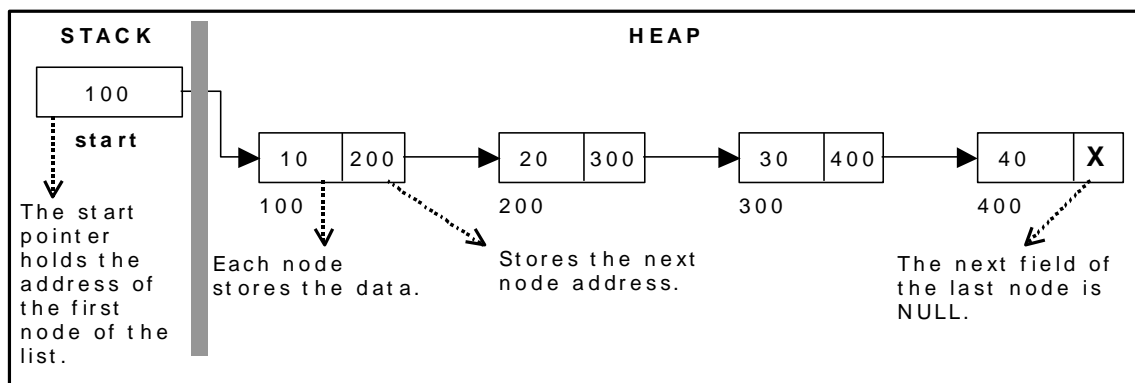 STACK
HEAP
100
start
10 200
20 300
30 400
40 X
100
200
300
400
The start
pointer
holds the
address of
the first
node of the
list.
Each node
stores the data.
Stores the next
node address.
The next field of
the last node is
NULL.